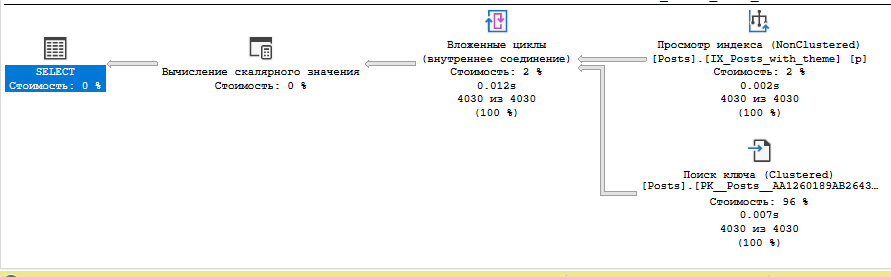 SELECT
Стоимость: 0 %
Вычисление скалярного значения
Стоимость: 0 %
Вложенные циклы
(внутреннее соединение)
Стоимость: 2 %
0.012s
4030 из 4030
(100 %)
Просмотр индекса (NonClustered)
[Posts].[IX_Posts_with_theme] [p]
Стоимость: 2 %
0.002s
4030 из 4030
(100 %)
Поиск ключа (Clustered)
[Posts].[PK__Posts__AA1260189AB2643…
Стоимость: 96 %
0.007s
4030 из 4030
(100 %)